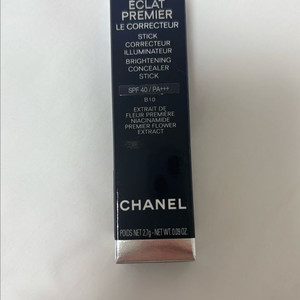 ÉCLAT
PREMIER
LE CORRECTEUR
STICK
CORRECTEUR
ILLUMINATEUR
BRIGHTENING
CONCEALER
STICK
SPF 40 / PA+++
B10
EXTRAIT DE
FLEUR PREMIÈRE
NIACINAMIDE
PREMIER FLOWER
EXTRACT
CHANEL
POIDS NET 2.7g - NET WT. 0.09 OZ.